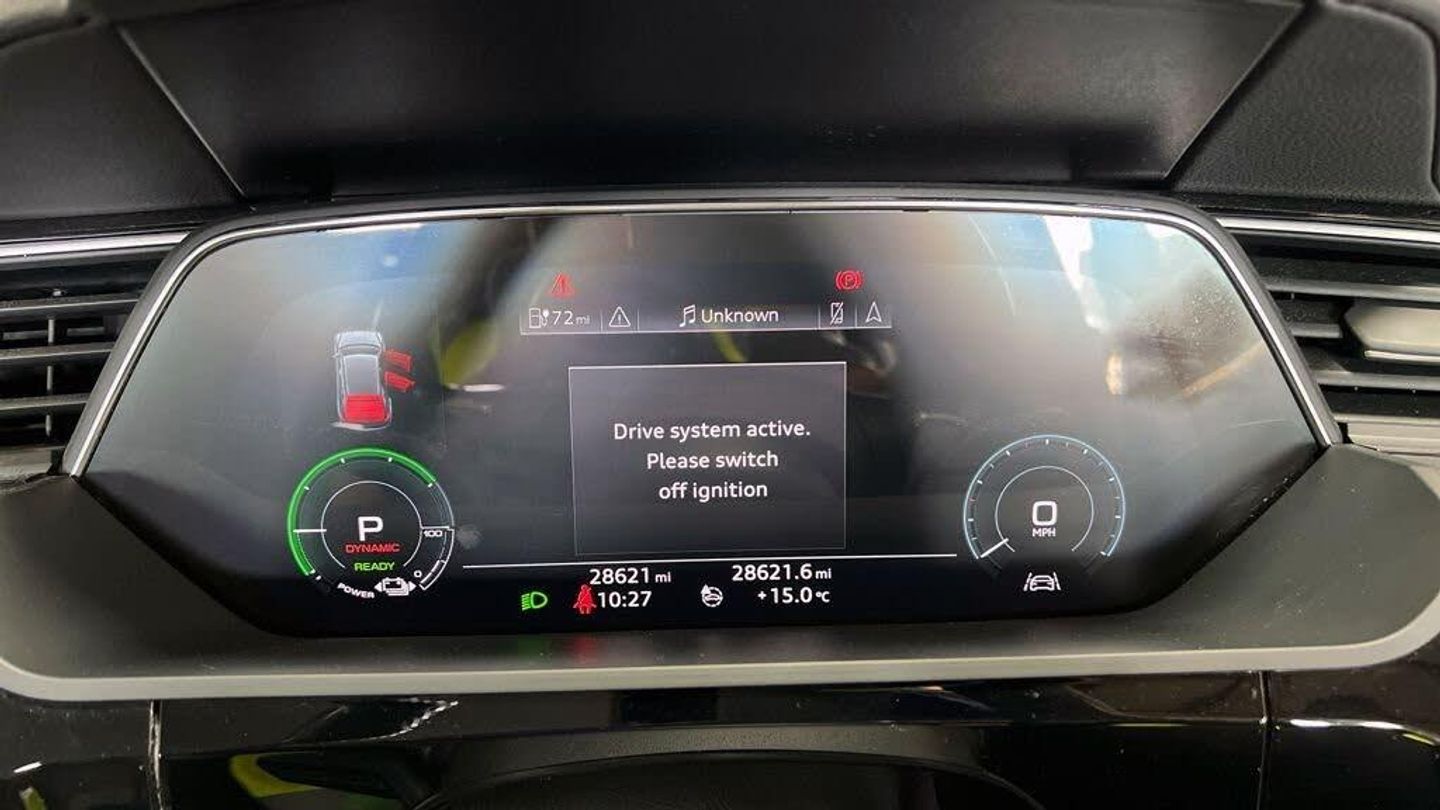 72 mi
Unknown
Drive system active.
Please switch
off ignition
P
DYNAMIC
READY
100
0
POWER
0
MPH
28621 mi
28621.6 mi
10:27
+15.0°C